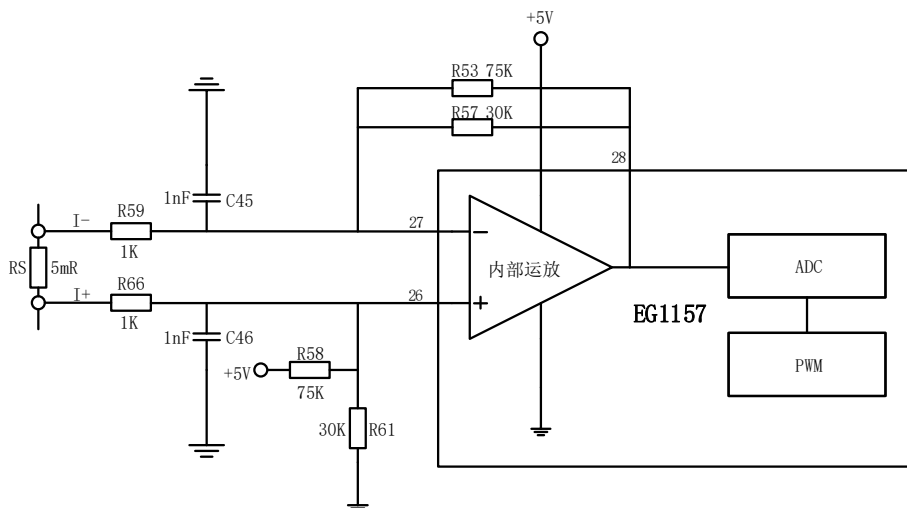 +5V
R53 75K
R57 30K
28
1nF
C45
R59
I-
27
1K
RS
5mR
内部运放
ADC
R66
I+
26
1K
EG1157
1nF
C46
R58
+5V
75K
PWM
30K
R61